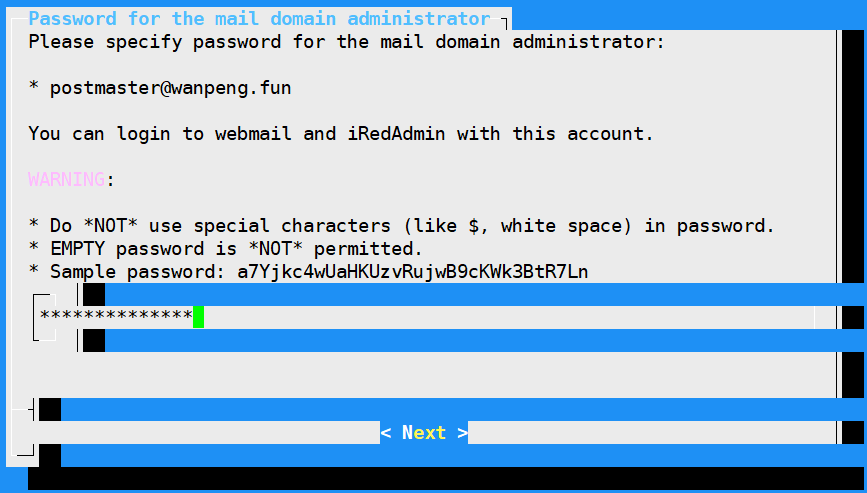 Password for the mail domain administrator
Please specify password for the mail domain administrator:
* postmaster@wanpeng.fun
You can login to webmail and iRedAdmin with this account.
WARNING:
* Do *NOT* use special characters (like $, white space) in password.
* EMPTY password is *NOT* permitted.
* Sample password: a7Yjkc4wUaHKUzvRujwB9cKWk3BtR7Ln
**************
< Next >